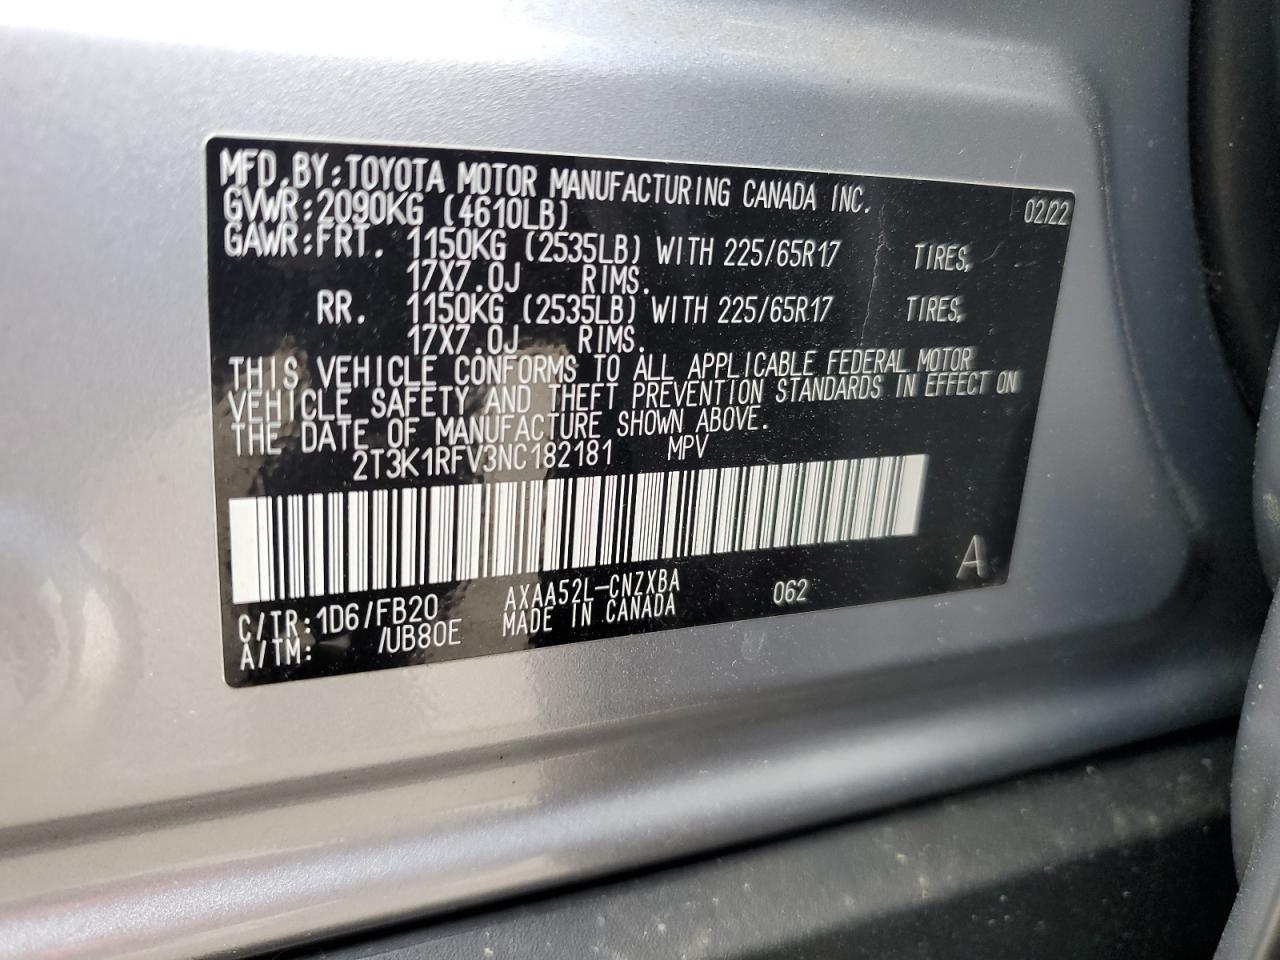 MFD.BY:TOYOTA MOTOR MANUFACTURING CANADA INC.
GVWR:2090KG (4610LB) 02/22
GAWR:FRT. 1150KG (2535LB) WITH 225/65R17 TIRES,
17X7.0J RIMS.
RR. 1150KG (2535LB) WITH 225/65R17 TIRES,
17X7.0J RIMS.
THIS VEHICLE CONFORMS TO ALL APPLICABLE FEDERAL MOTOR
VEHICLE SAFETY AND THEFT PREVENTION STANDARDS IN EFFECT ON
THE DATE OF MANUFACTURE SHOWN ABOVE.
2T3K1RFV3NC182181 MPV
C/TR:1D6/FB20 AXAA52L-CNZXBA 062 A
A/TM: /UB80E MADE IN CANADA